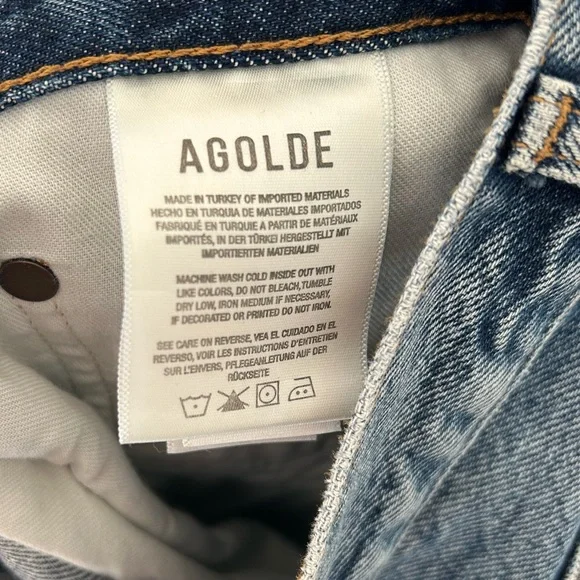 AGOLDE
MADE IN TURKEY OF IMPORTED MATERIALS
HECHO EN TURQUIA DE MATERIALES IMPORTADOS
FABRIQUÉ EN TURQUIE A PARTIR DE MATÉRIAUX
IMPORTÉS, IN DER TÜRKEI HERGESTELLT MIT
IMPORTIERTEN MATERIALIEN
MACHINE WASH COLD INSIDE OUT WITH
LIKE COLORS, DO NOT BLEACH, TUMBLE
DRY LOW, IRON MEDIUM IF NECESSARY,
IF DECORATED OR PRINTED DO NOT IRON.
SEE CARE ON REVERSE, VEA EL CUIDADO EN EL
REVERSO, VOIR LES INSTRUCTIONS D'ENTRETIEN
SUR L'ENVERS, PFLEGEANLEITUNG AUF DER
RÜCKSEITE